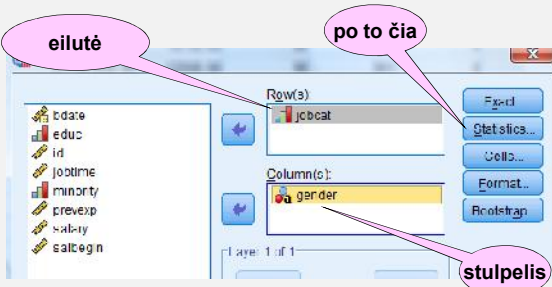 eilutė
po to čia
Row(s):
jobcat
Exact
Statistics...
Cells...
Format...
Bootstrap...
bdate
educ
id
jobtime
minority
prevexp
salary
salbegin
Column(s):
gender
Layer 1 of 1
stulpelis